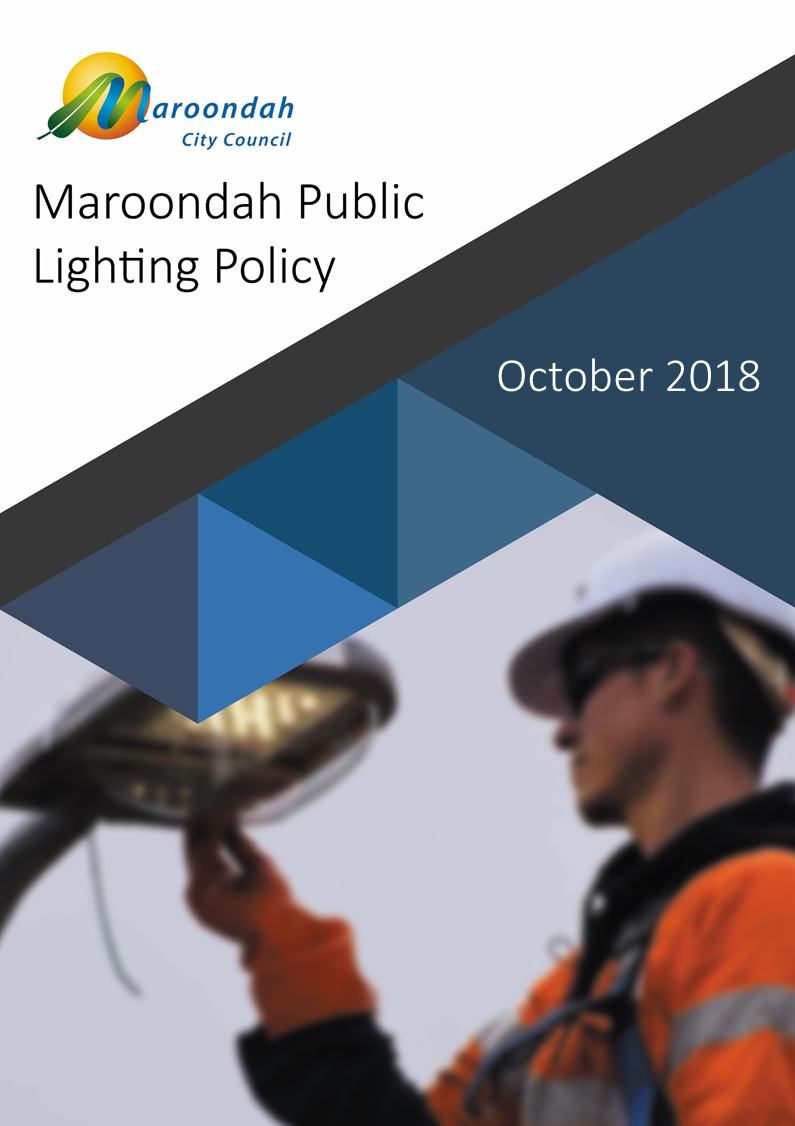 Maroondah
City Council
Maroondah Public
Lighting Policy
October 2018